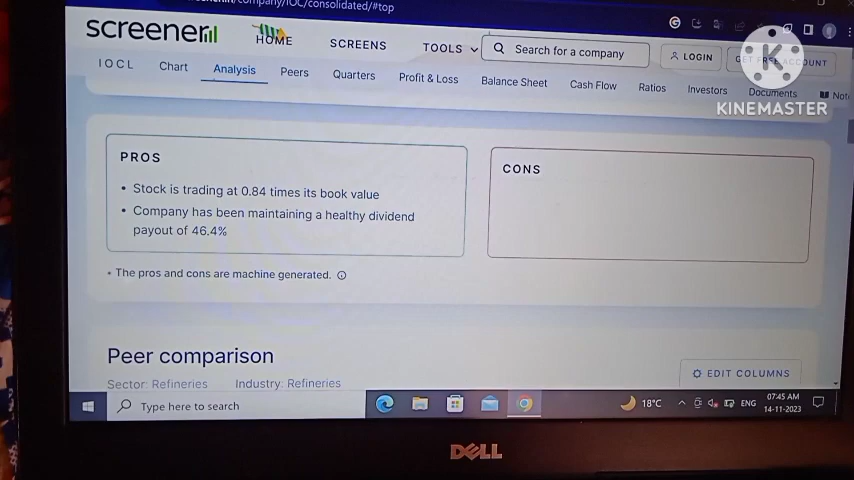 company/IOC/consolidated/#top
screener
HOME
SCREENS
TOOLS
Search for a company
LOGIN
GET FREE ACCOUNT
I O C L
Chart
Analysis
Peers
Quarters
Profit & Loss
Balance Sheet
Cash Flow
Ratios
Investors
Documents
KINEMASTER
PROS
• Stock is trading at 0.84 times its book value
• Company has been maintaining a healthy dividend
payout of 46.4%
CONS
* The pros and cons are machine generated.
Peer comparison
EDIT COLUMNS
Sector: Refineries Industry: Refineries
Type here to search
18°C
ENG
07:45 AM
14-11-2023
DELL